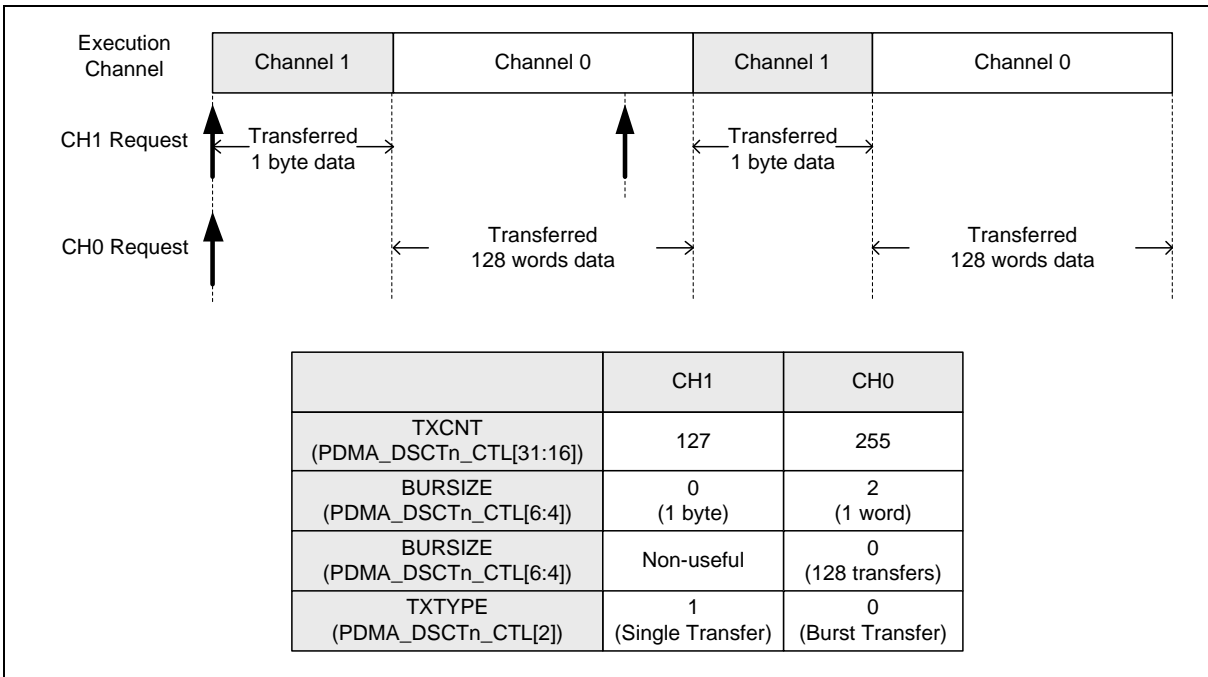 Execution
Channel
Channel 1
Channel 0
Channel 1
Channel 0
CH1 Request
Transferred
1 byte data
Transferred
1 byte data
CH0 Request
Transferred
128 words data
Transferred
128 words data
CH1
CH0
TXCNT
(PDMA_DSCTn_CTL[31:16])
127
255
BURSIZE
(PDMA_DSCTn_CTL[6:4])
0
(1 byte)
2
(1 word)
BURSIZE
(PDMA_DSCTn_CTL[6:4])
Non-useful
0
(128 transfers)
TXTYPE
(PDMA_DSCTn_CTL[2])
1
(Single Transfer)
0
(Burst Transfer)